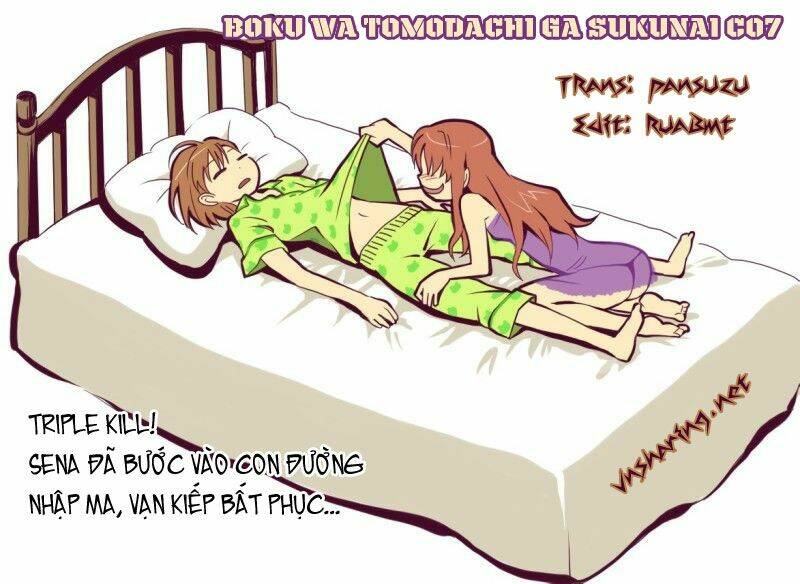 BOKU WA TOMODACHI GA SUKUNAI C07
TRANS: PANSUZU
Edit: RUABMT
TRIPLE KILL!
SENA ĐÃ BƯỚC VÀO CON ĐƯỜNG
NHẬP MA, VẠN KIẾP BẤT PHỤC...
vnsharing.net